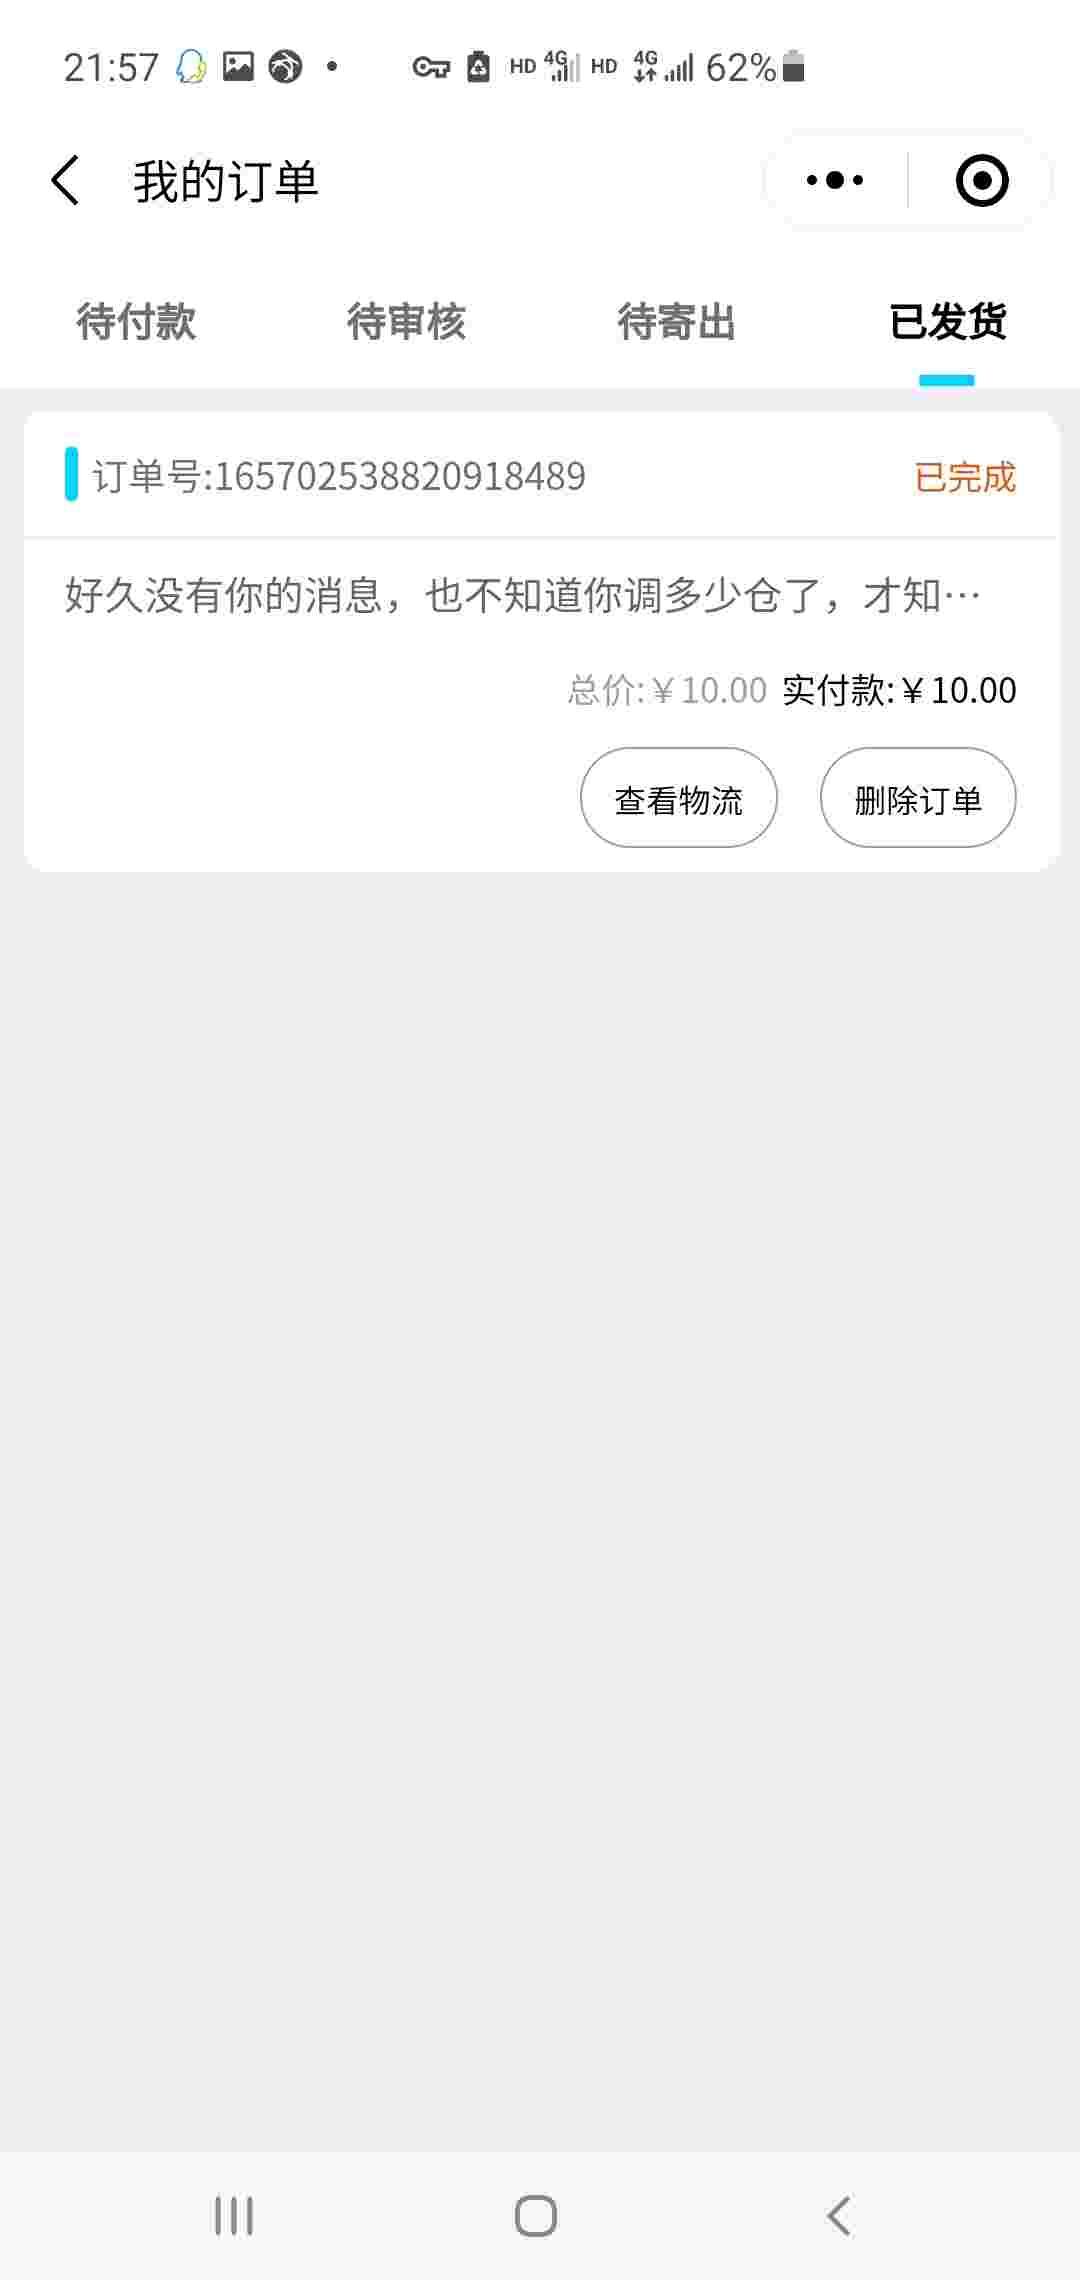 21:57 HD 4G HD 4G 62%
我的订单
待付款 待审核 待寄出 已发货
订单号:165702538820918489 已完成
好久没有你的消息，也不知道你调多少仓了，才知…
总价:￥10.00 实付款:￥10.00
查看物流 删除订单